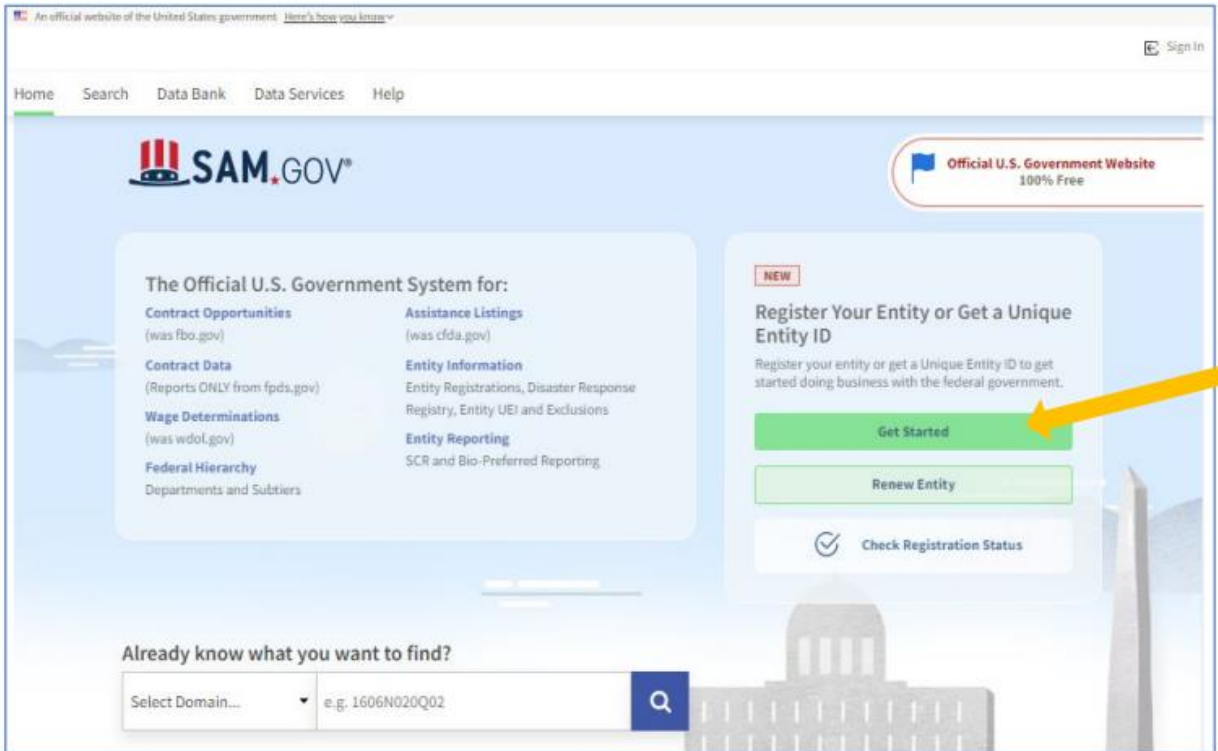 An official website of the United States government Here's how you know
Sign In
Home Search Data Bank Data Services Help
SAM.GOV®
Official U.S. Government Website
100% Free
The Official U.S. Government System for:
Contract Opportunities
(was fbo.gov)
Contract Data
(Reports ONLY from fpds.gov)
Wage Determinations
(was wdol.gov)
Federal Hierarchy
Departments and Subtiers
Assistance Listings
(was cfda.gov)
Entity Information
Entity Registrations, Disaster Response
Registry, Entity UEI and Exclusions
Entity Reporting
SCR and Bio-Preferred Reporting
NEW
Register Your Entity or Get a Unique
Entity ID
Register your entity or get a Unique Entity ID to get
started doing business with the federal government.
Get Started
Renew Entity
Check Registration Status
Already know what you want to find?
Select Domain...
e.g. 1606N020Q02